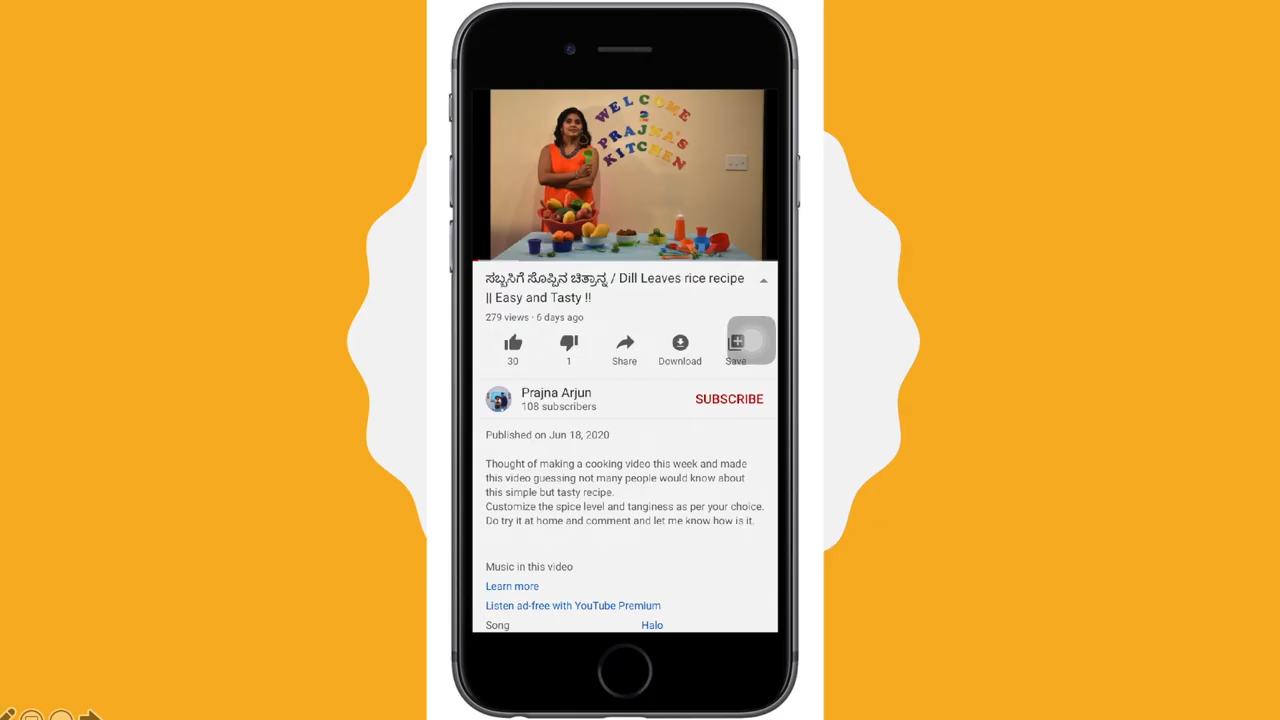 WELCOME
2
PRAJNA'S
KITCHEN
ಸಬ್ಬಸಿಗೆ ಸೊಪ್ಪಿನ ಚಿತ್ರಾನ್ನ / Dill Leaves rice recipe
|| Easy and Tasty !!
279 views · 6 days ago
30
1
Share
Download
Save
Prajna Arjun
108 subscribers
SUBSCRIBE
Published on Jun 18, 2020
Thought of making a cooking video this week and made
this video guessing not many people would know about
this simple but tasty recipe.
Customize the spice level and tanginess as per your choice.
Do try it at home and comment and let me know how is it.
Music in this video
Learn more
Listen ad-free with YouTube Premium
Song
Halo